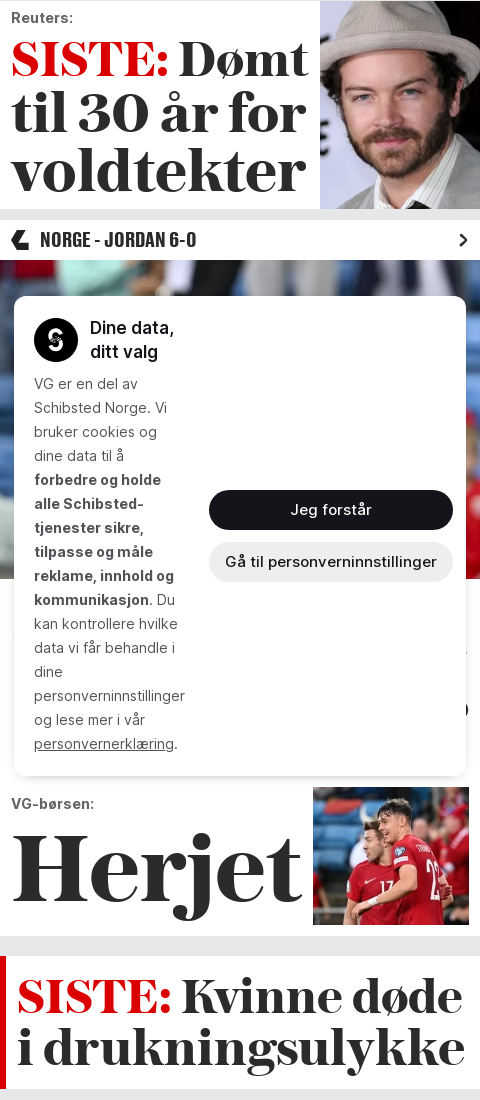 Reuters:
SISTE: Dømt
til 30 år for
voldtekter
NORGE - JORDAN 6-0
Dine data,
ditt valg
VG er en del av
Schibsted Norge. Vi
bruker cookies og
dine data til å
forbedre og holde
alle Schibsted-
tjenester sikre,
tilpasse og måle
reklame, innhold og
kommunikasjon. Du
kan kontrollere hvilke
data vi får behandle i
dine
personverninnstillinger
og lese mer i vår
personvernerklæring.
Jeg forstår
Gå til personverninnstillinger
VG-børsen:
Herjet
SISTE: Kvinne døde
i drukningsulykke